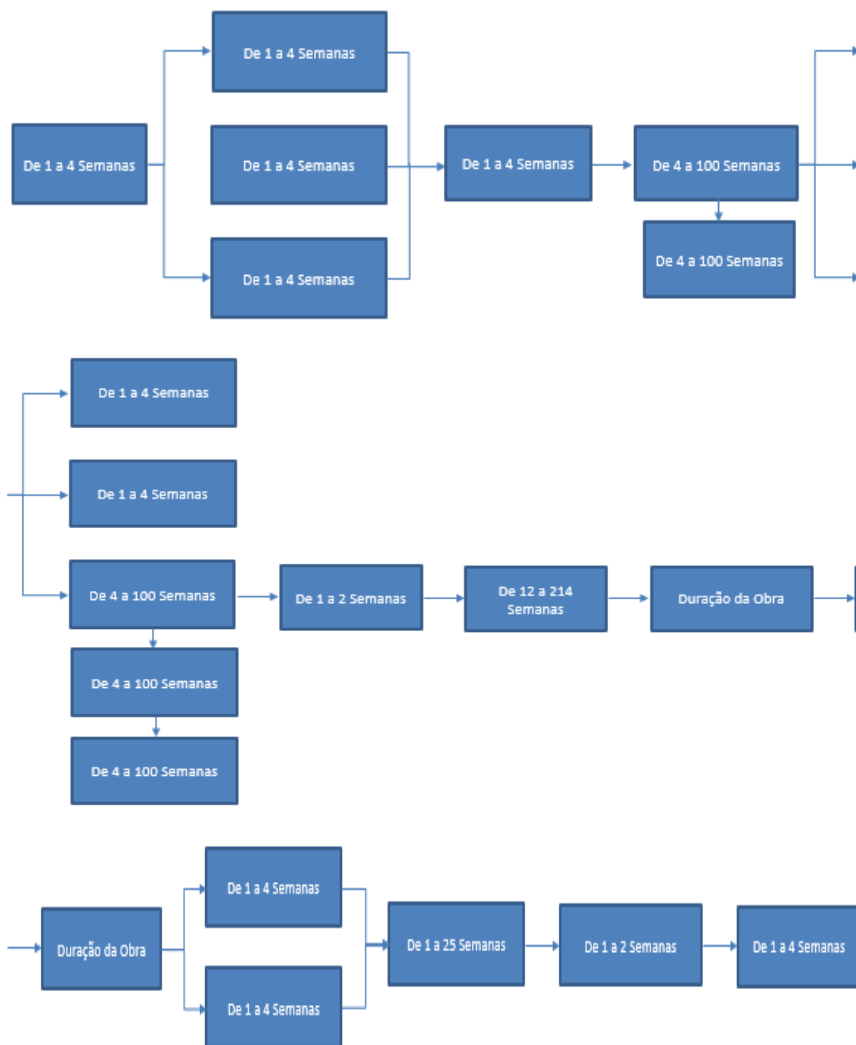 De 1 a 4 Semanas
De 1 a 4 Semanas
De 1 a 4 Semanas
De 1 a 4 Semanas
De 1 a 4 Semanas
De 4 a 100 Semanas
De 4 a 100 Semanas
De 1 a 4 Semanas
De 1 a 4 Semanas
De 4 a 100 Semanas
De 1 a 2 Semanas
De 12 a 214
Semanas
Duração da Obra
De 4 a 100 Semanas
De 4 a 100 Semanas
Duração da Obra
De 1 a 4 Semanas
De 1 a 4 Semanas
De 1 a 25 Semanas
De 1 a 2 Semanas
De 1 a 4 Semanas